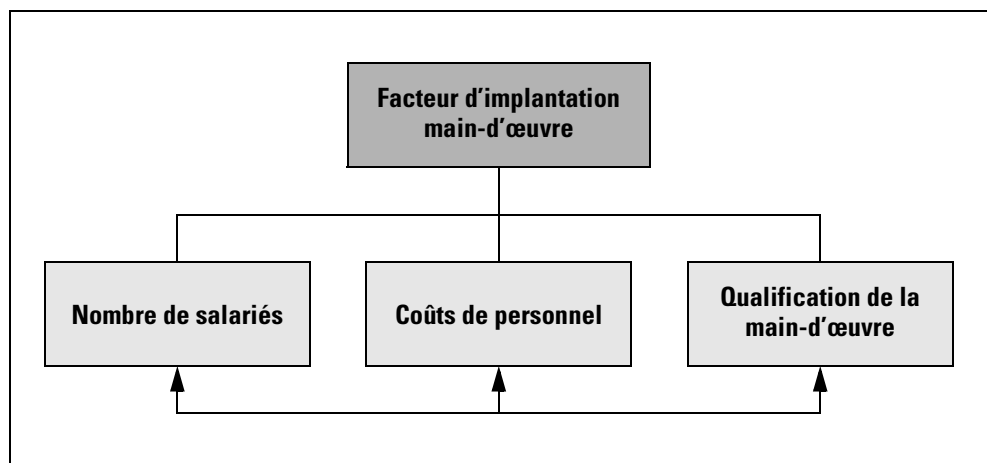 Facteur d'implantation
main-d'œuvre
Nombre de salariés
Coûts de personnel
Qualification de la
main-d'œuvre